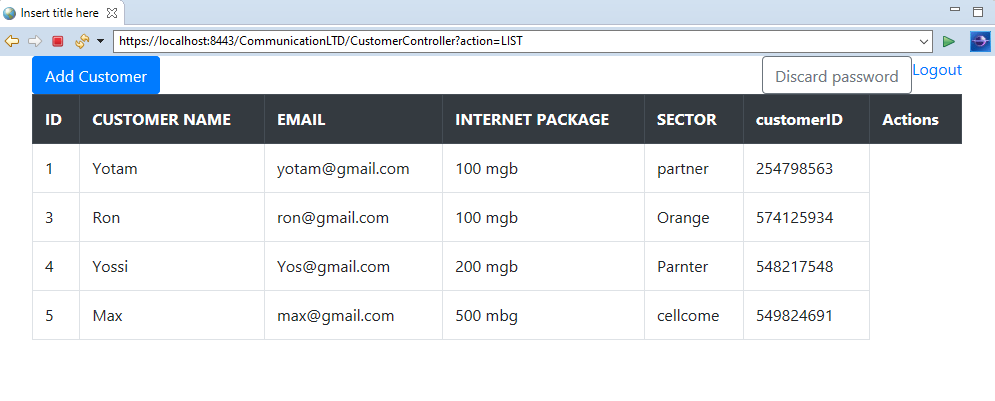 Insert title here
https://localhost:8443/CommunicationLTD/CustomerController?action=LIST
Add Customer Discard password Logout
ID CUSTOMER NAME EMAIL INTERNET PACKAGE SECTOR customerID Actions
1 Yotam yotam@gmail.com 100 mgb partner 254798563
3 Ron ron@gmail.com 100 mgb Orange 574125934
4 Yossi Yos@gmail.com 200 mgb Parnter 548217548
5 Max max@gmail.com 500 mbg cellcome 549824691